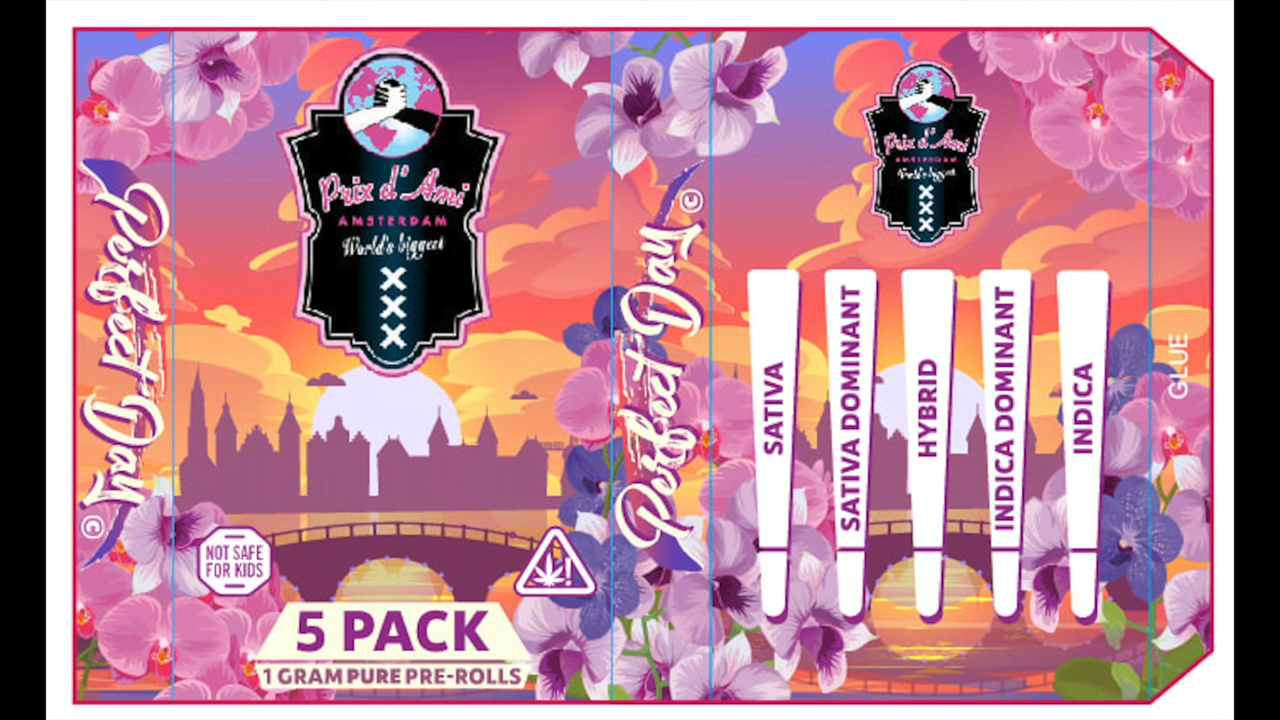 Perfect Day
©
Prix d'Ami
AMSTERDAM
World's biggest
XXX
NOT SAFE
FOR KIDS
!
5 PACK
1 GRAM PURE PRE-ROLLS
Perfect Day
©
Prix d'Ami
AMSTERDAM
World's biggest
XXX
SATIVA
SATIVA DOMINANT
HYBRID
INDICA DOMINANT
INDICA
GLUE